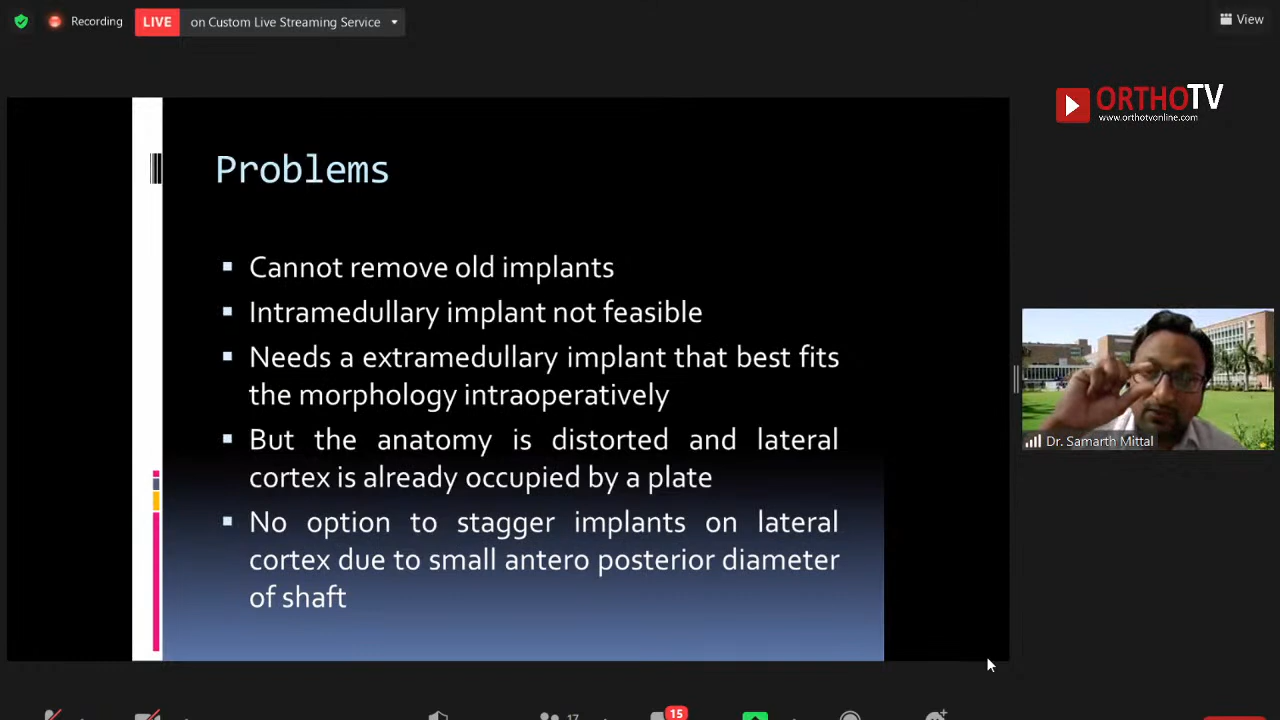 Recording
LIVE
on Custom Live Streaming Service
View
ORTHOTV
www.orthotvonline.com
Problems
Cannot remove old implants
Intramedullary implant not feasible
Needs a extramedullary implant that best fits
the morphology intraoperatively
But the anatomy is distorted and lateral
cortex is already occupied by a plate
No option to stagger implants on lateral
cortex due to small antero posterior diameter
of shaft
Dr. Samarth Mittal
17
15